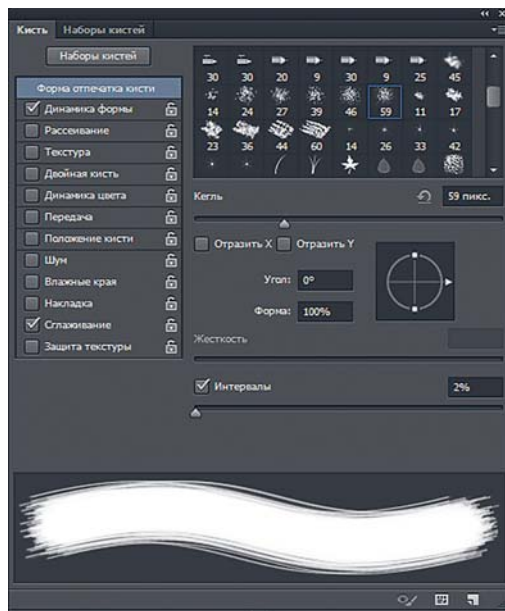 Кисть Наборы кистей
Наборы кистей
Форма отпечатка кисти
Динамика формы
Рассеивание
Текстура
Двойная кисть
Динамика цвета
Передача
Положение кисти
Шум
Влажные края
Накладка
Сглаживание
Защита текстуры
30 30 20 9 30 9 25 45
14 24 27 39 46 59 11 17
23 36 44 60 14 26 33 42
Кегль 59 пикс.
Отразить X Отразить Y
Угол: 0°
Форма: 100%
Жесткость
Интервалы 2%